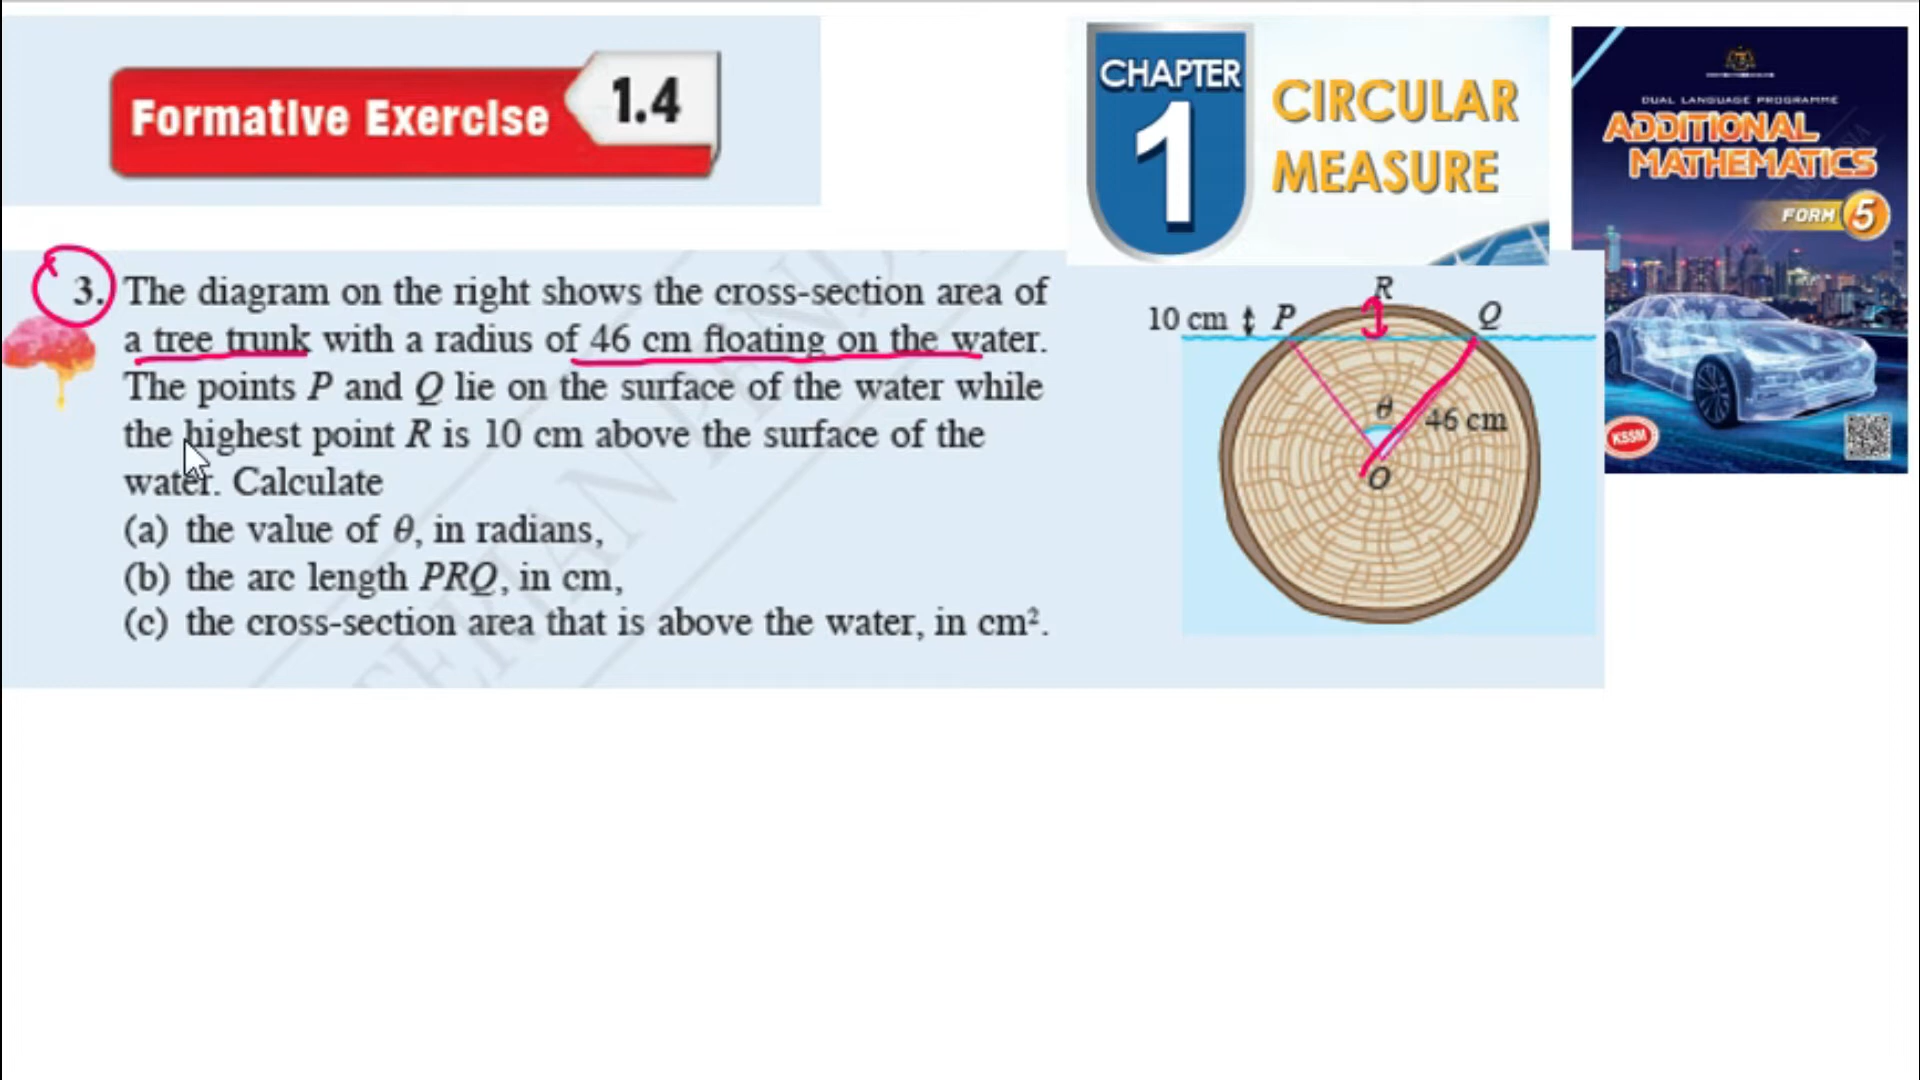 Formative Exercise 1.4
CHAPTER
1
CIRCULAR
MEASURE
DUAL LANGUAGE PROGRAMME
ADDITIONAL
MATHEMATICS
FORM 5
KSSM
3. The diagram on the right shows the cross-section area of
a tree trunk with a radius of 46 cm floating on the water.
The points P and Q lie on the surface of the water while
the highest point R is 10 cm above the surface of the
water. Calculate
(a) the value of θ, in radians,
(b) the arc length PRQ, in cm,
(c) the cross-section area that is above the water, in cm².
R
10 cm P Q
θ 46 cm
O